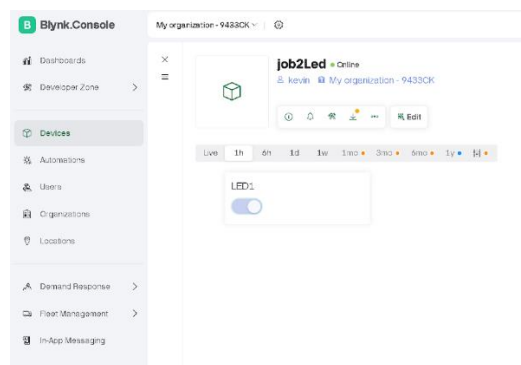 B Blynk.Console
My organization - 9433CK
Dashboards
Developer Zone
Devices
Automations
Users
Organizations
Locations
Demand Response
Fleet Management
In-App Messaging
job2Led • Online
kevin My organization - 9433CK
Edit
Live 1h 6h 1d 1w 1mo 3mo 6mo 1y
LED1